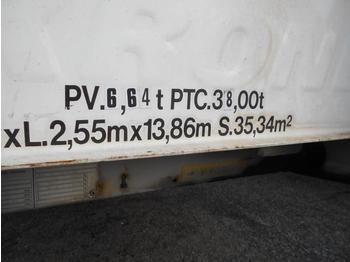 PV.6,64t PTC.38,00t
xL.2,55mx13,86m S.35,34m²